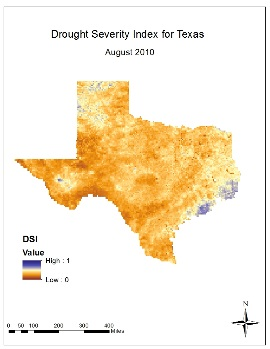 Drought Severity Index for Texas
August 2010
DSI
Value
High : 1
Low : 0
N
0 50 100 200 300 400
Miles